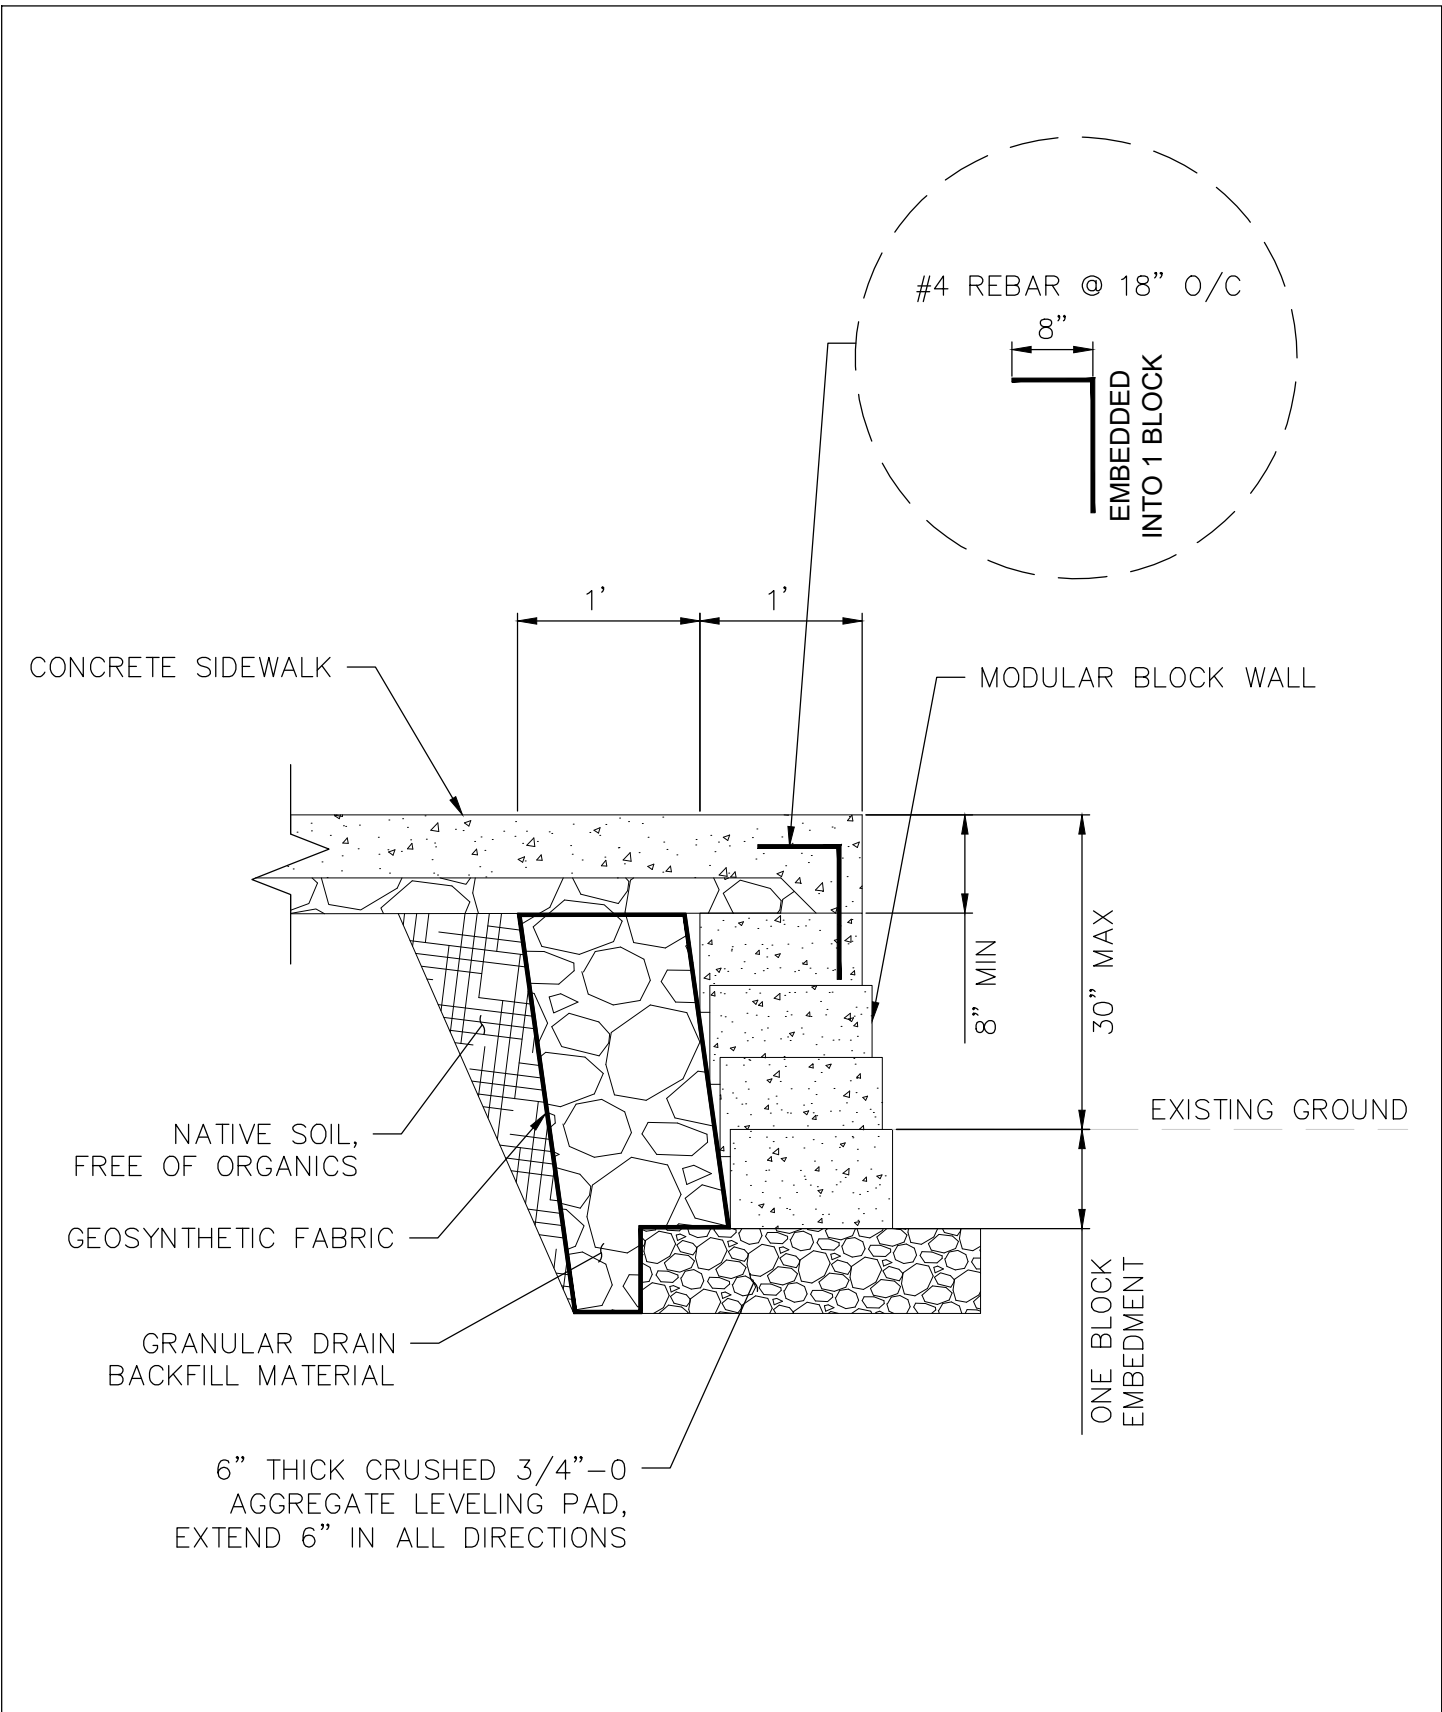 #4 REBAR @ 18" O/C
8"
EMBEDDED
INTO 1 BLOCK
1'
1'
CONCRETE SIDEWALK
MODULAR BLOCK WALL
8" MIN
30" MAX
EXISTING GROUND
NATIVE SOIL,
FREE OF ORGANICS
GEOSYNTHETIC FABRIC
ONE BLOCK
EMBEDMENT
GRANULAR DRAIN
BACKFILL MATERIAL
6" THICK CRUSHED 3/4"-0
AGGREGATE LEVELING PAD,
EXTEND 6" IN ALL DIRECTIONS